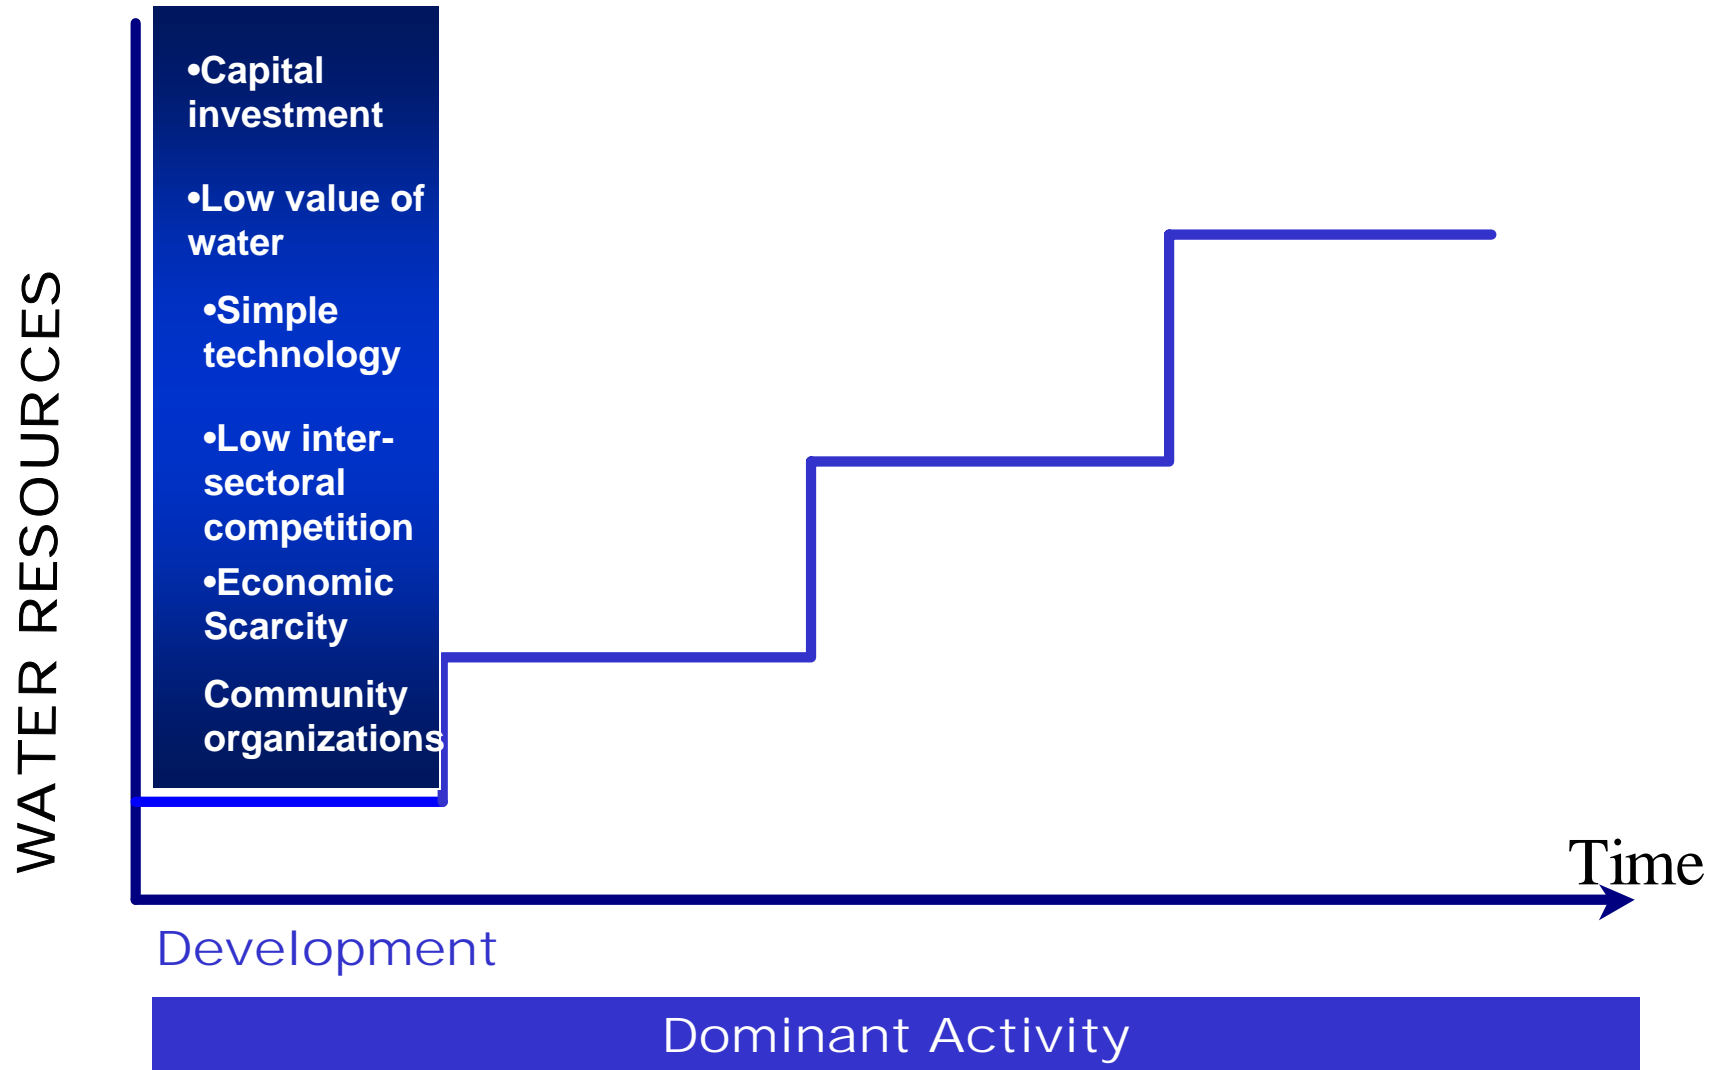 •Capital
investment
•Low value of
water
•Simple
technology
•Low inter-
sectoral
competition
•Economic
Scarcity
Community
organizations
WATER RESOURCES
Time
Development
Dominant Activity